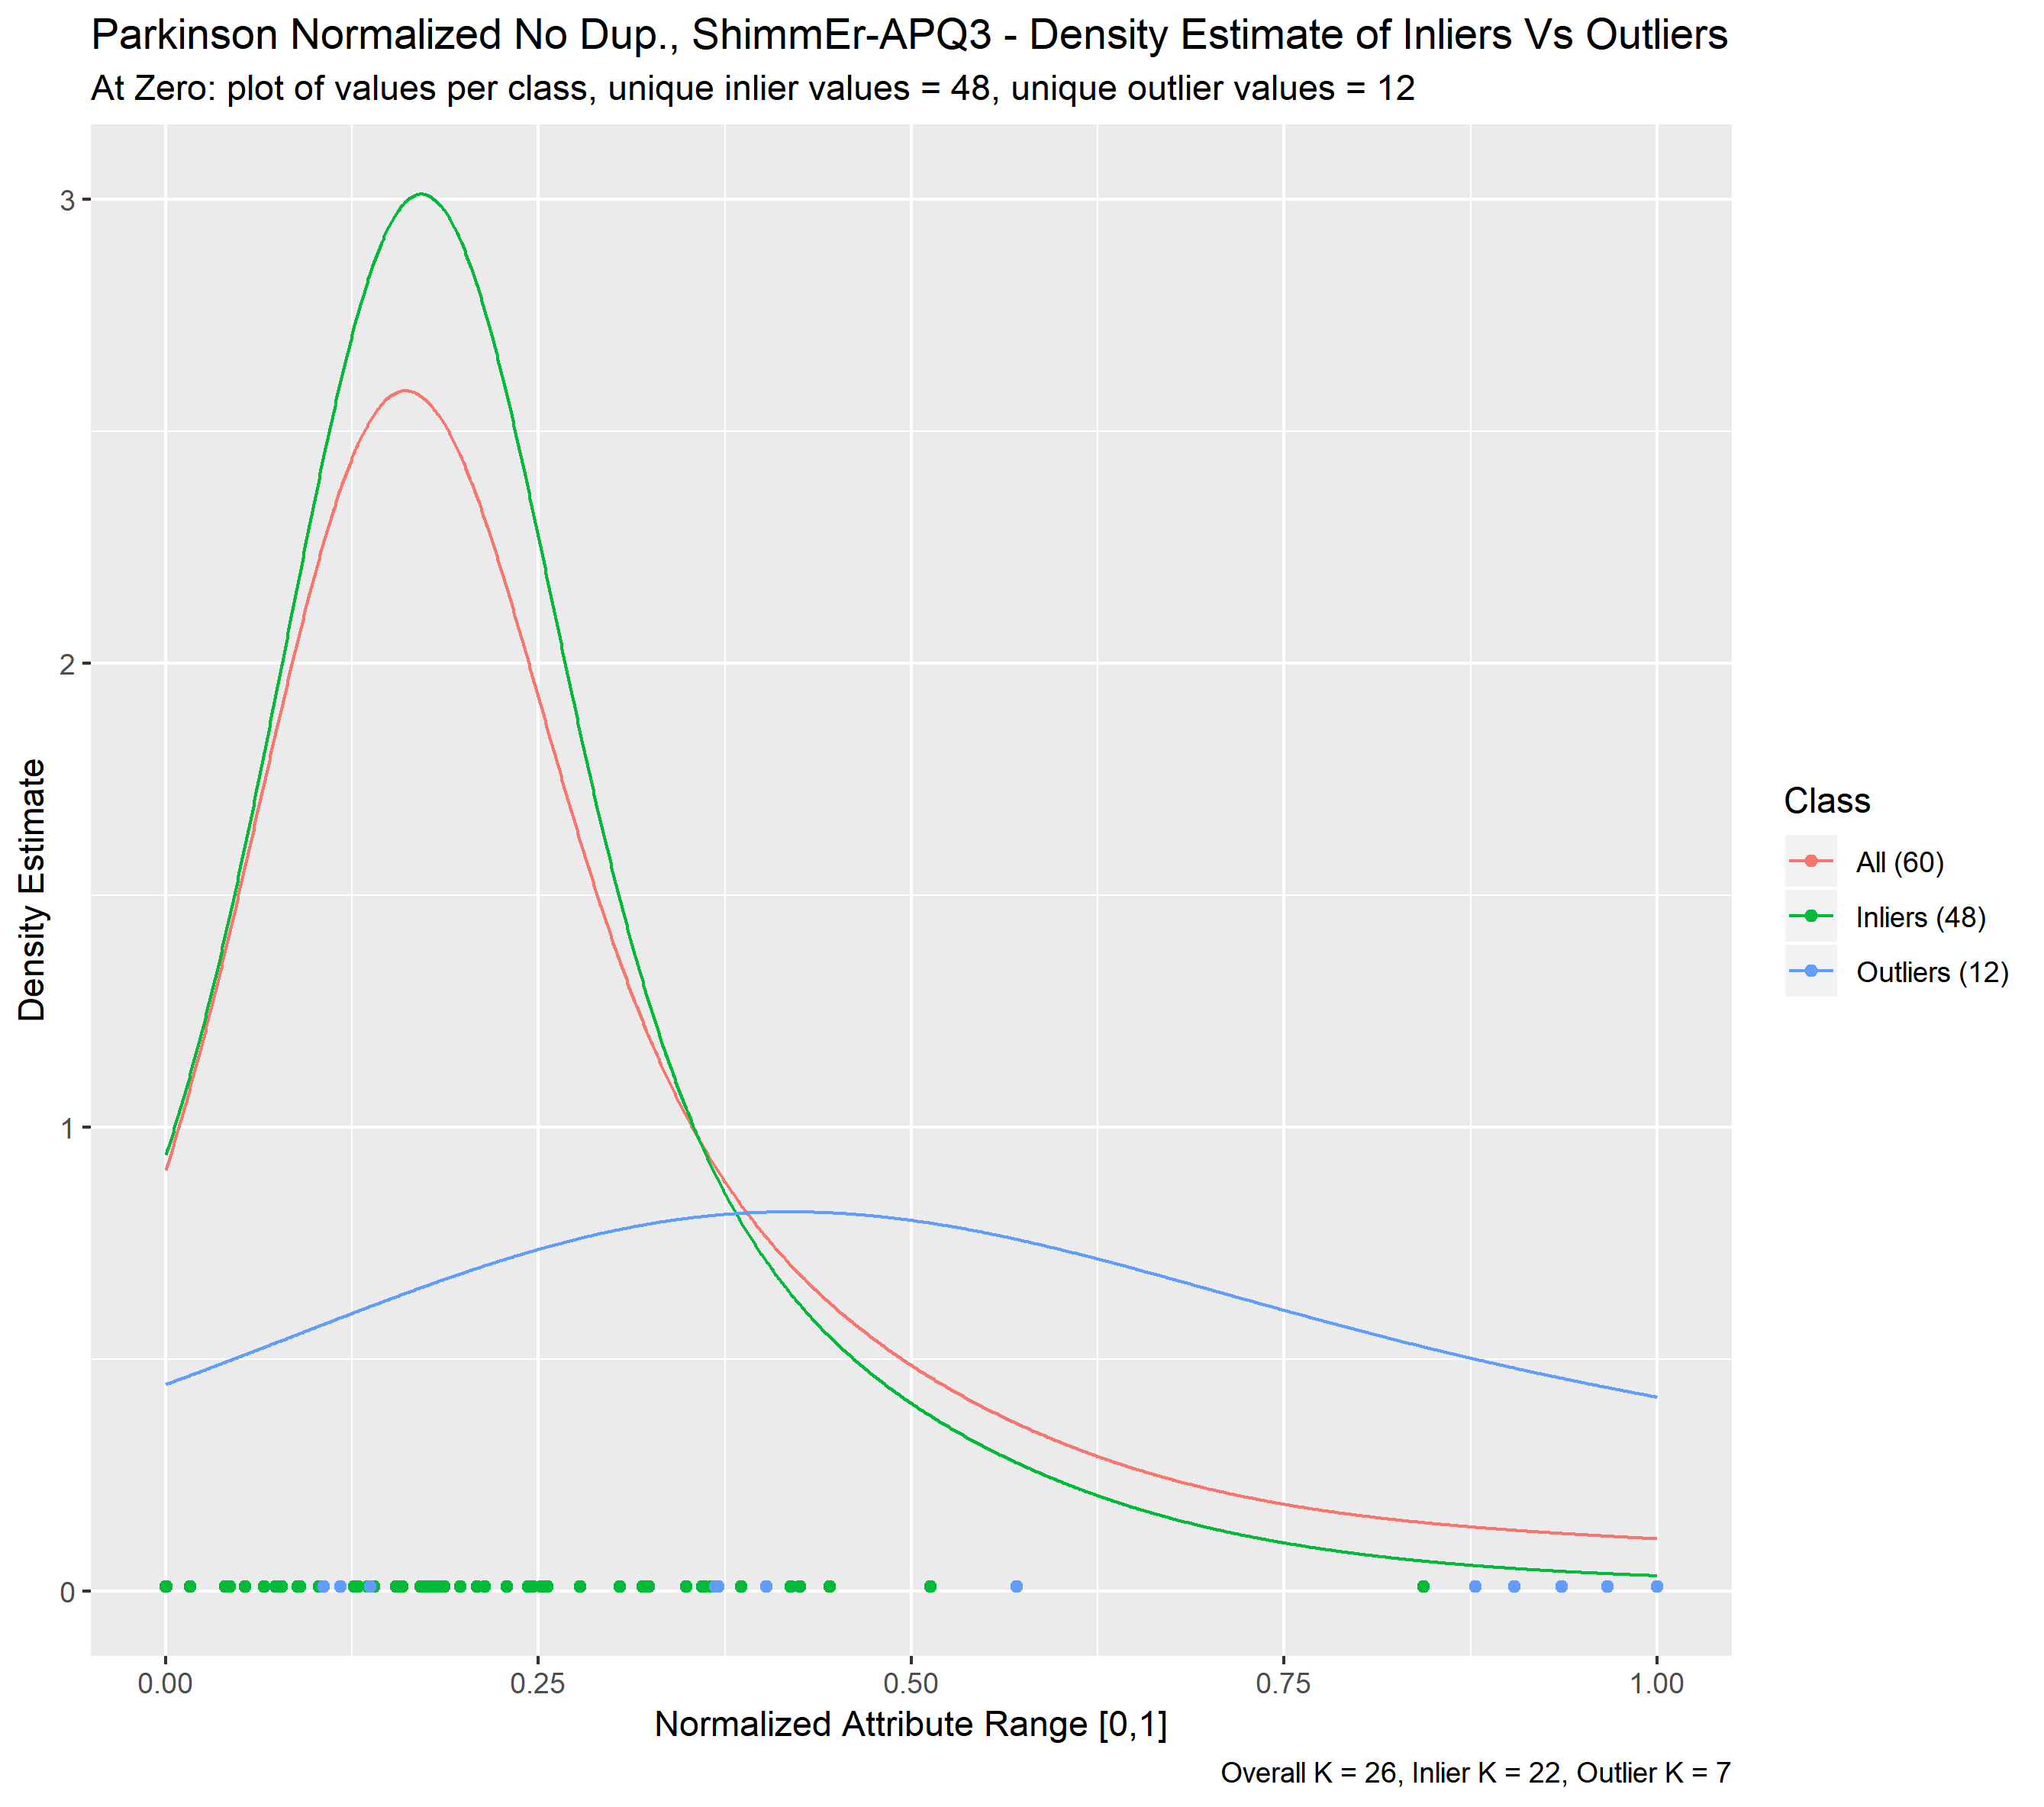 Parkinson Normalized No Dup., ShimmEr-APQ3 - Density Estimate of Inliers Vs Outliers
At Zero: plot of values per class, unique inlier values = 48, unique outlier values = 12
3
2
1
0
Density Estimate
0.00 0.25 0.50 0.75 1.00
Normalized Attribute Range [0,1]
Class
All (60)
Inliers (48)
Outliers (12)
Overall K = 26, Inlier K = 22, Outlier K = 7